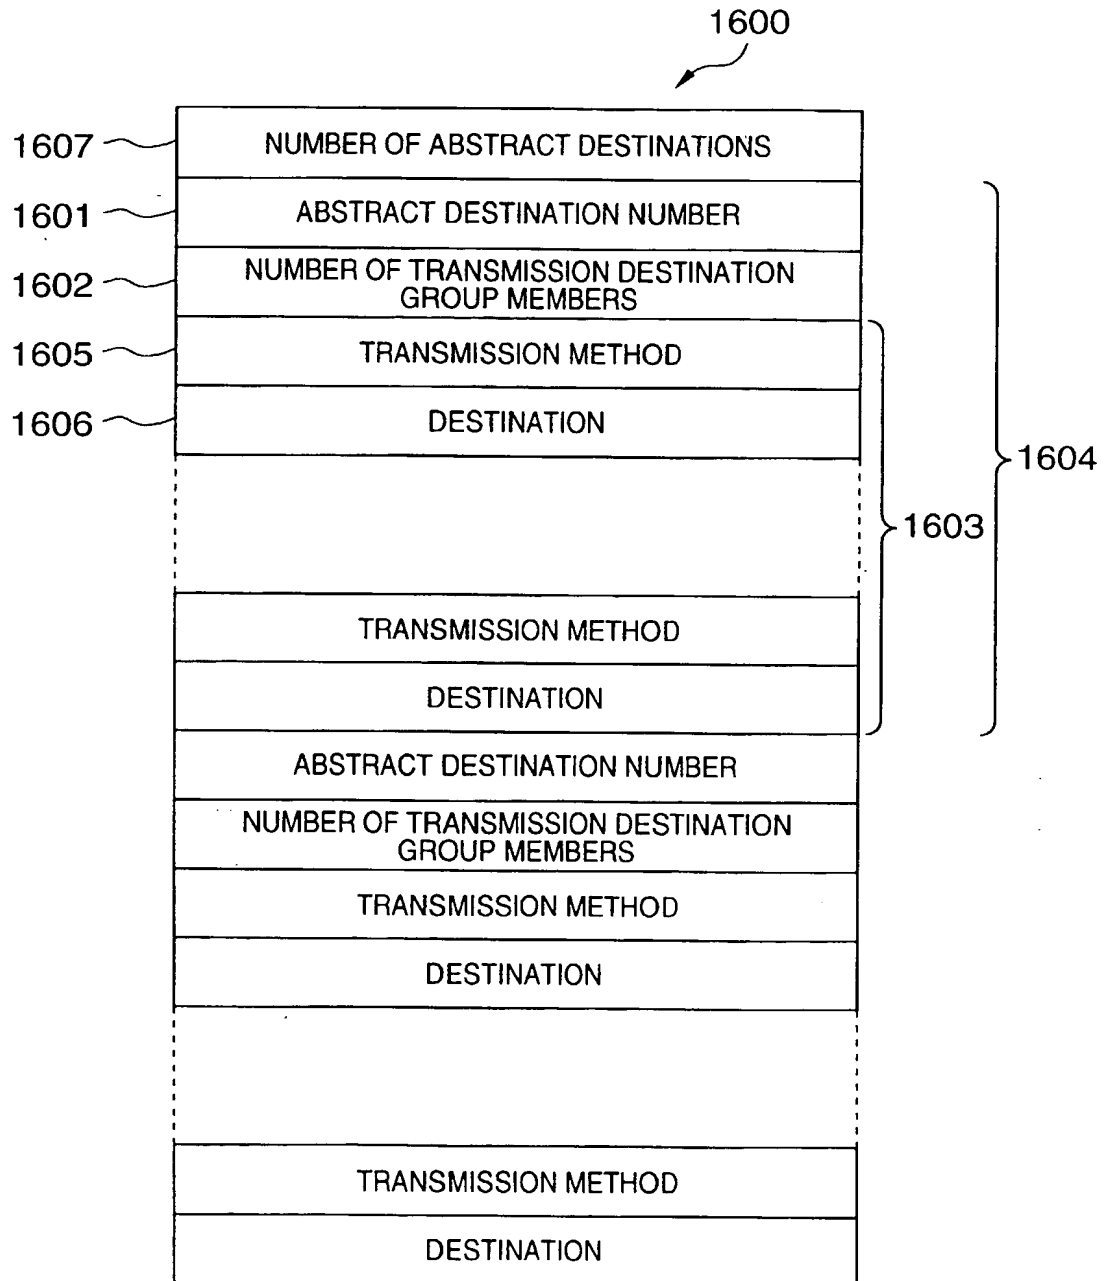 1600
1607
NUMBER OF ABSTRACT DESTINATIONS
1601
ABSTRACT DESTINATION NUMBER
1602
NUMBER OF TRANSMISSION DESTINATION
GROUP MEMBERS
1605
TRANSMISSION METHOD
1606
DESTINATION
1604
1603
TRANSMISSION METHOD
DESTINATION
ABSTRACT DESTINATION NUMBER
NUMBER OF TRANSMISSION DESTINATION
GROUP MEMBERS
TRANSMISSION METHOD
DESTINATION
TRANSMISSION METHOD
DESTINATION